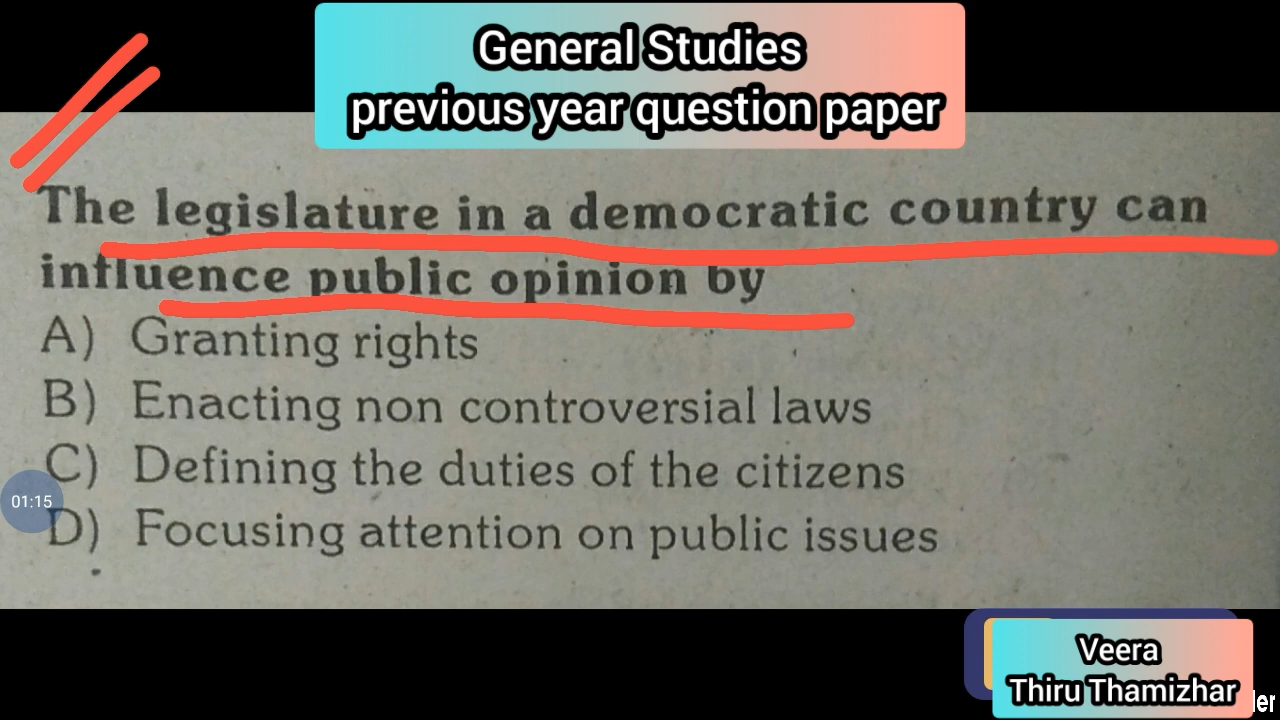 General Studies
previous year question paper
The legislature in a democratic country can
influence public opinion by
A) Granting rights
B) Enacting non controversial laws
C) Defining the duties of the citizens
D) Focusing attention on public issues
01:15
Veera
Thiru Thamizhar